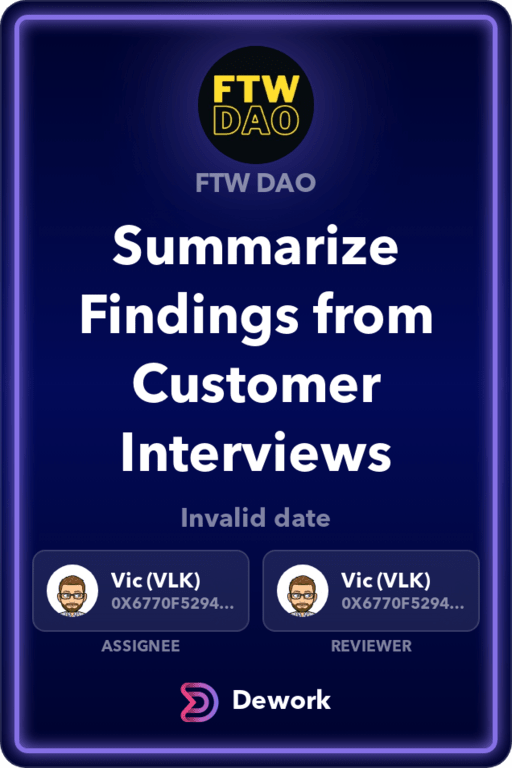 FTW
DAO
FTW DAO
Summarize
Findings from
Customer
Interviews
Invalid date
Vic (VLK)
0X6770F5294...
ASSIGNEE
Vic (VLK)
0X6770F5294...
REVIEWER
Dework